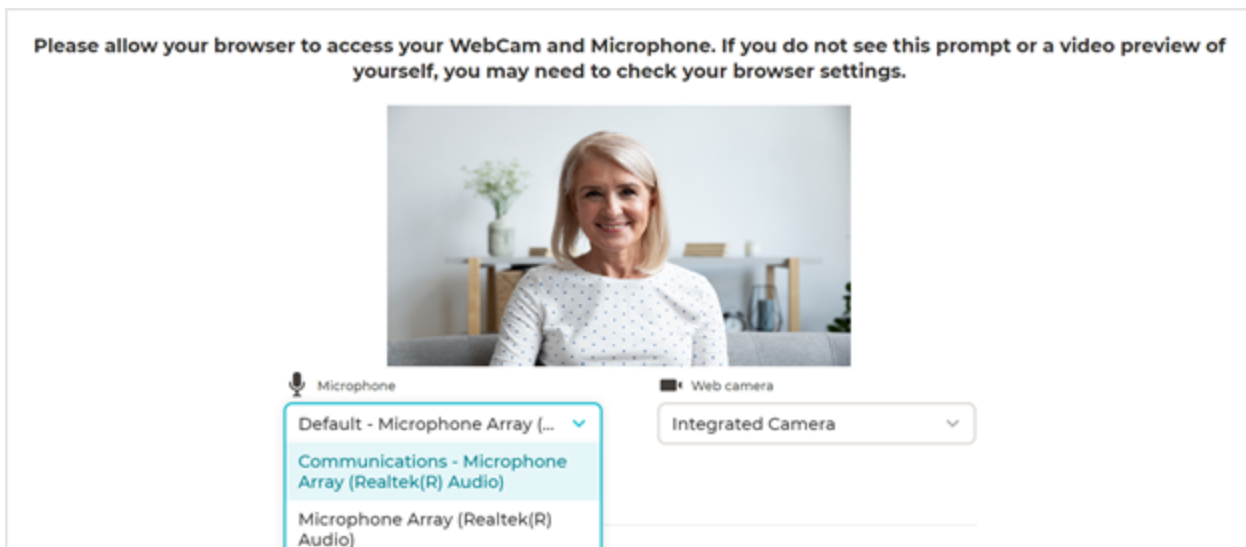 Please allow your browser to access your WebCam and Microphone. If you do not see this prompt or a video preview of
yourself, you may need to check your browser settings.
Microphone
Web camera
Default - Microphone Array (...
Integrated Camera
Communications - Microphone
Array (Realtek(R) Audio)
Microphone Array (Realtek(R)
Audio)